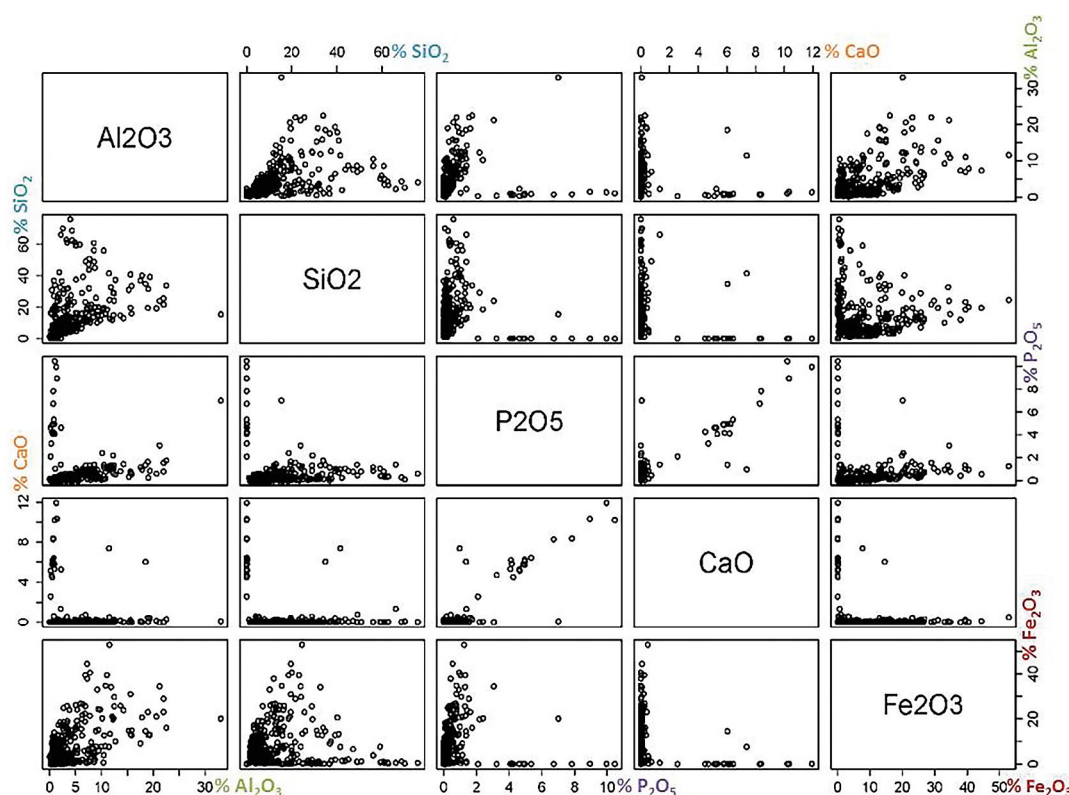 0 20 40 60 % SiO₂ 0 2 4 6 8 10 12 % CaO
% Al₂O₃
Al2O3
0 10 20 30
% SiO₂
0 20 40 60
SiO2
P2O5
% P₂O₅
0 2 4 6 8
% CaO
0 4 8 12
CaO
% Fe₂O₃
Fe2O3
0 20 40
0 5 10 20 30 % Al₂O₃ 0 2 4 6 8 10 % P₂O₅ 0 10 20 30 40 50 % Fe₂O₃